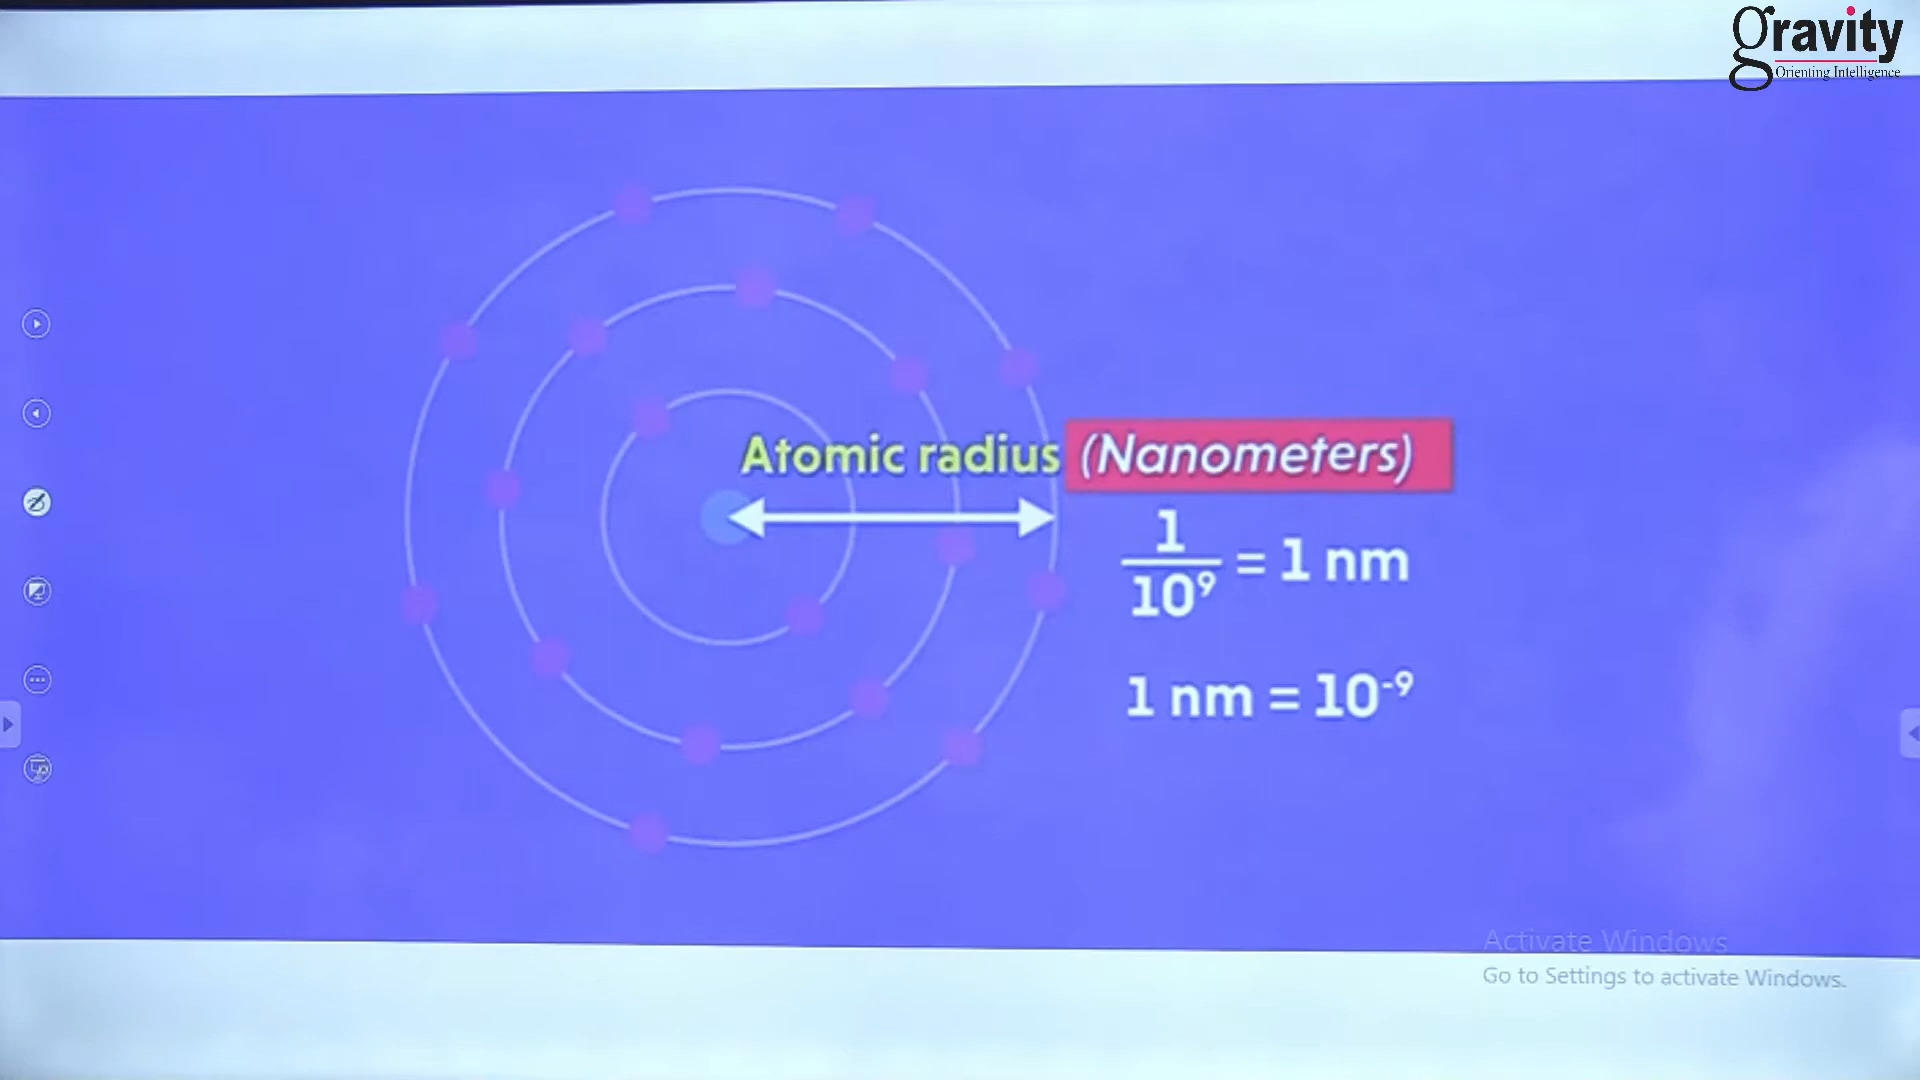 gravity
Orienting Intelligence
Atomic radius (Nanometers)
1
10⁹ = 1 nm
1 nm = 10⁻⁹
Activate Windows
Go to Settings to activate Windows.